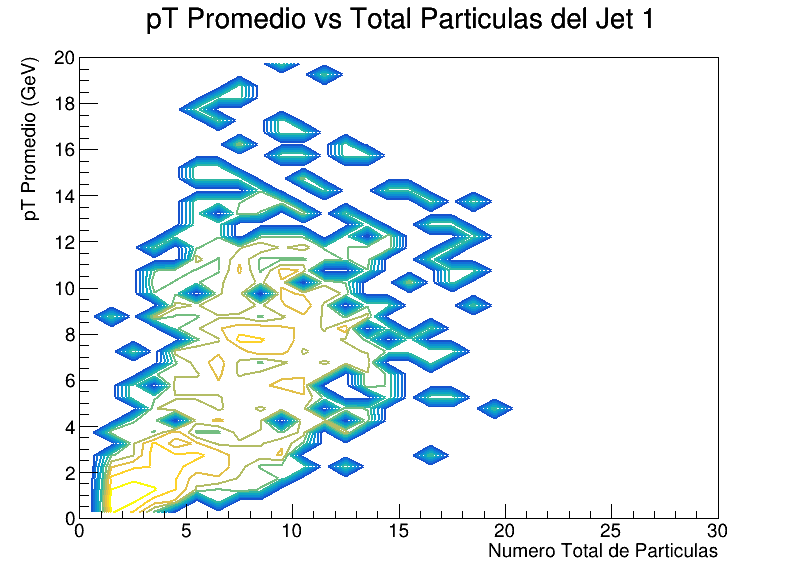 pT Promedio vs Total Particulas del Jet 1
pT Promedio (GeV)
20
18
16
14
12
10
8
6
4
2
0
0 5 10 15 20 25 30
Numero Total de Particulas